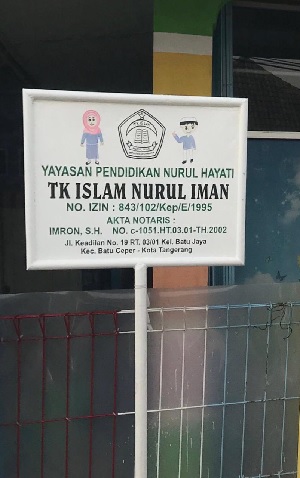 YAYASAN PENDIDIKAN NURUL HAYATI
TK ISLAM NURUL IMAN
NO. IZIN : 843/102/Kep/E/1995
AKTA NOTARIS :
IMRON, S.H. NO. c-1051.HT.03.01-TH.2002
Jl. Keadilan No. 19 RT. 03/01 Kel. Batu Jaya
Kec. Batu Ceper - Kota Tangerang